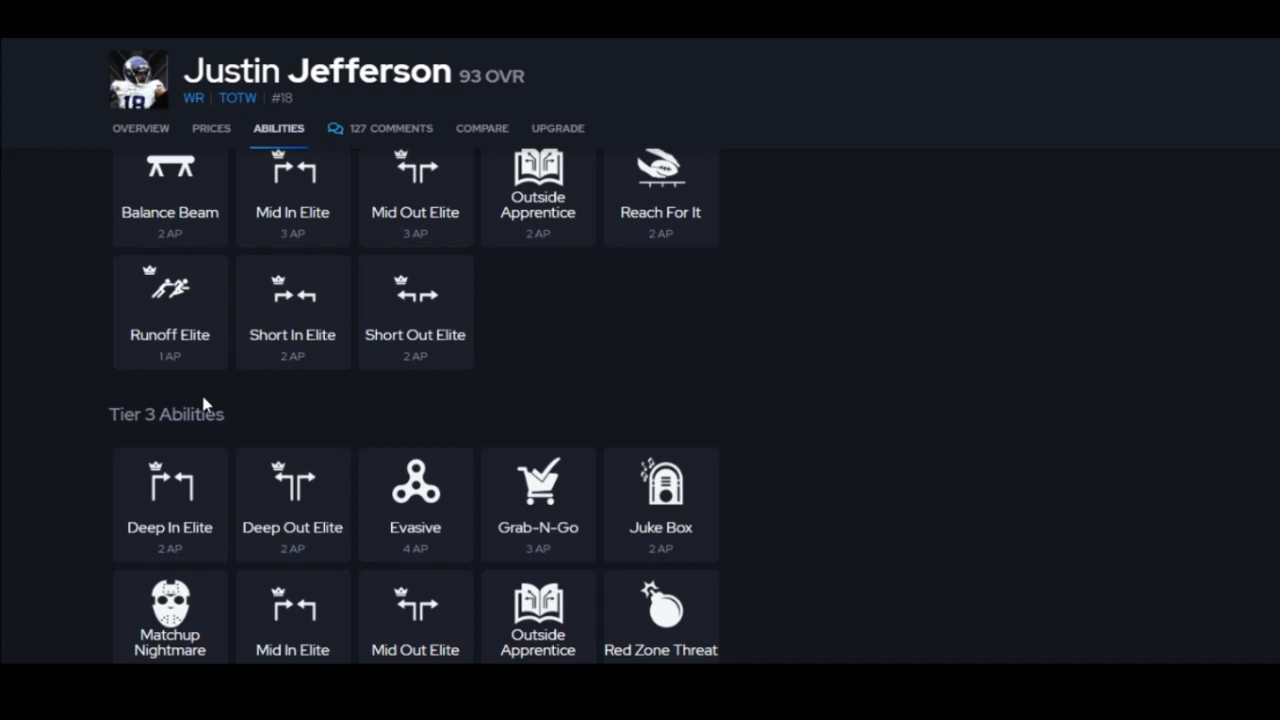 Justin Jefferson 93 OVR
WR | TOTW | #18
OVERVIEW PRICES ABILITIES 127 COMMENTS COMPARE UPGRADE
Balance Beam
2 AP
Mid In Elite
3 AP
Mid Out Elite
3 AP
Outside
Apprentice
2 AP
Reach For It
2 AP
Runoff Elite
1 AP
Short In Elite
2 AP
Short Out Elite
2 AP
Tier 3 Abilities
Deep In Elite
2 AP
Deep Out Elite
2 AP
Evasive
4 AP
Grab-N-Go
3 AP
Juke Box
2 AP
Matchup
Nightmare
Mid In Elite
Mid Out Elite
Outside
Apprentice
Red Zone Threat